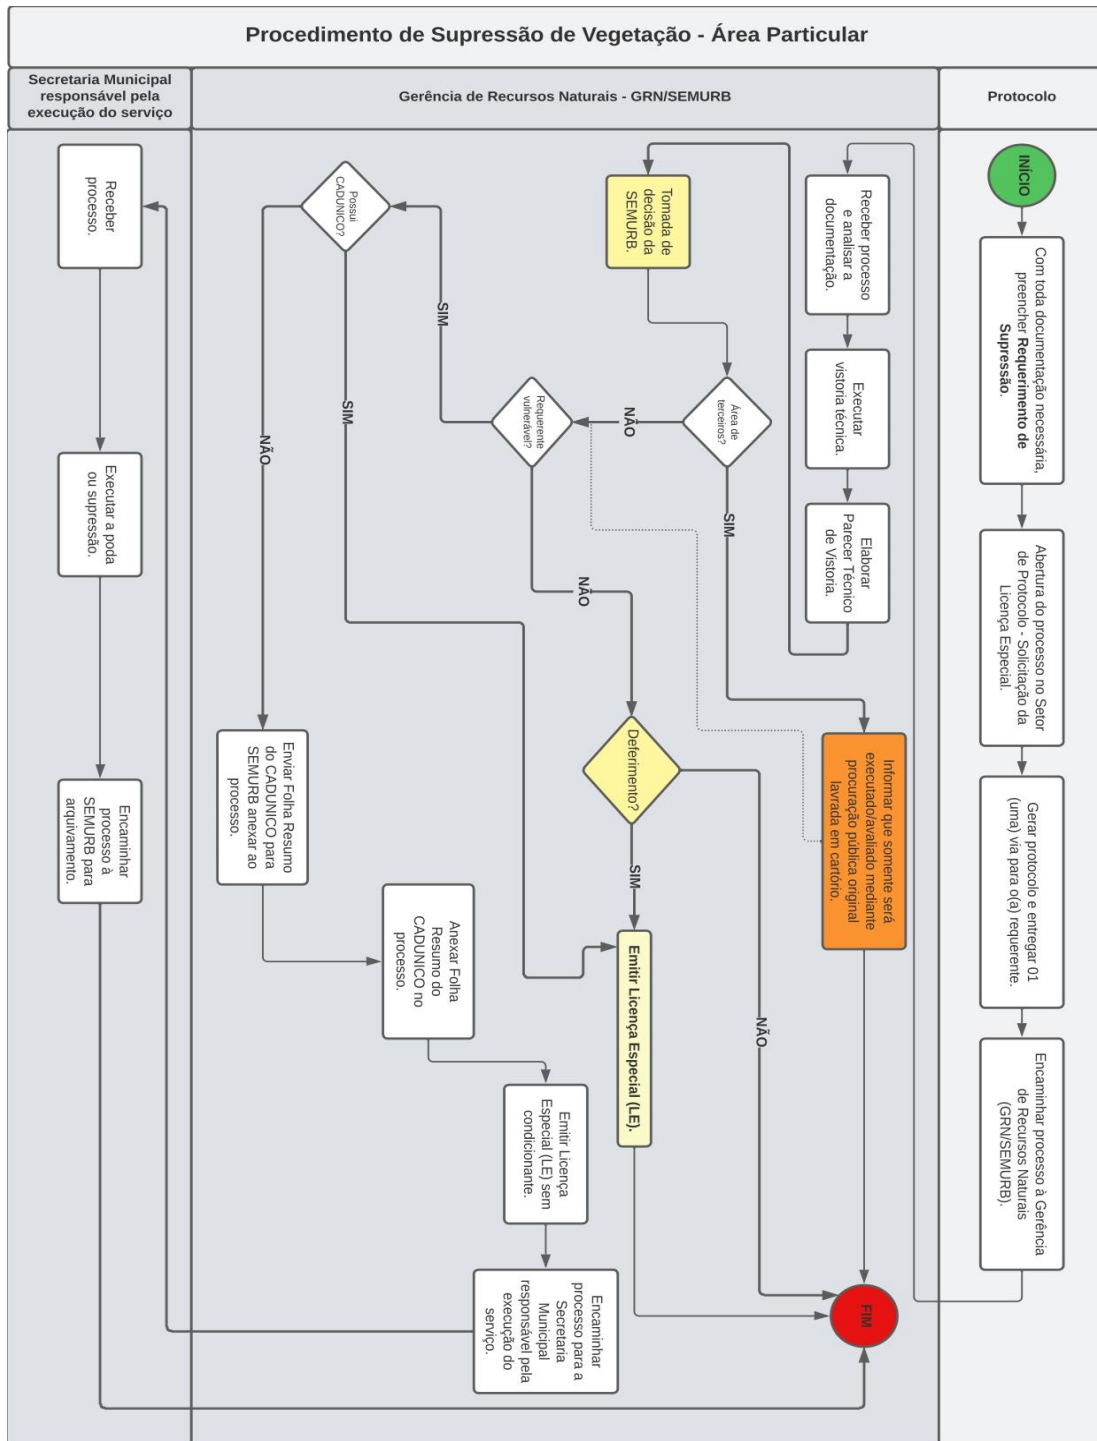 Procedimento de Supressão de Vegetação - Área Particular
Protocolo
INÍCIO
Com toda documentação necessária,
preencher Requerimento de
Supressão.
Abertura do processo no Setor
de Protocolo - Solicitação da
Licença Especial.
Gerar protocolo e entregar 01
(uma) via para o(a) requerente.
Encaminhar processo à Gerência
de Recursos Naturais
(GRN/SEMURB).
Gerência de Recursos Naturais - GRN/SEMURB
Receber processo
e analisar a
documentação.
Executar
vistoria técnica.
Elaborar
Parecer Técnico
de Vistoria.
Tomada de
decisão da
SEMURB.
Área de
terceiros?
SIM
NÃO
Informar que somente será
executado/avaliado mediante
procuração pública original
lavrada em cartório.
Requerente
vulnerável?
SIM
NÃO
Deferimento?
SIM
NÃO
Emitir Licença Especial (LE).
FIM
Possui
CADUNICO?
SIM
NÃO
Enviar Folha Resumo
do CADUNICO para
SEMURB anexar ao
processo.
Anexar Folha
Resumo do
CADUNICO no
processo.
Emitir Licença
Especial (LE) sem
condicionante.
Encaminhar
processo para a
Secretaria
Municipal
responsável pela
execução do
serviço.
Secretaria Municipal
responsável pela
execução do serviço
Receber
processo.
Executar a poda
ou supressão.
Encaminhar
processo à
SEMURB para
arquivamento.